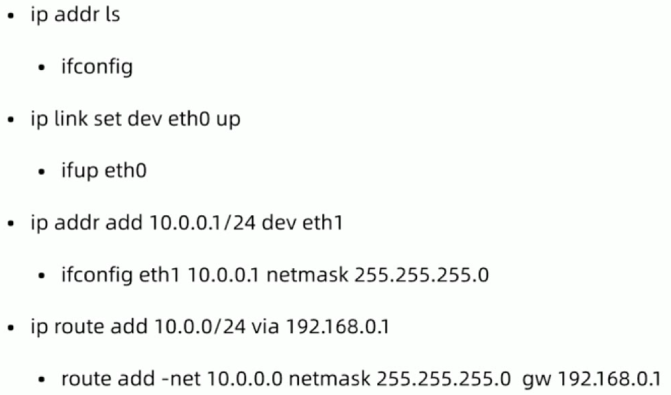 • ip addr ls
• ifconfig
• ip link set dev eth0 up
• ifup eth0
• ip addr add 10.0.0.1/24 dev eth1
• ifconfig eth1 10.0.0.1 netmask 255.255.255.0
• ip route add 10.0.0/24 via 192.168.0.1
• route add -net 10.0.0.0 netmask 255.255.255.0 gw 192.168.0.1